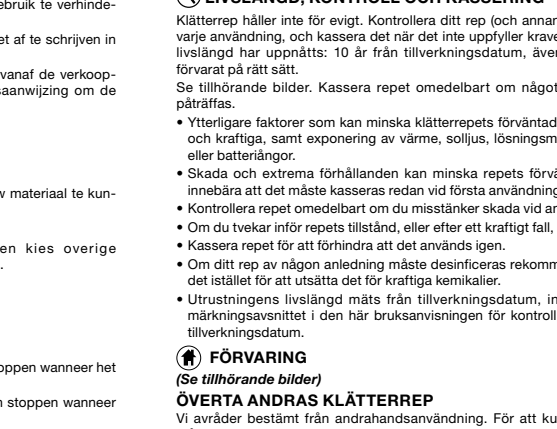 ebruik te verhinde-
et af te schrijven in
vanaf de verkoop-
saanwijzing om de
w materiaal te kun-
en kies overige
.
oppen wanneer het
n stoppen wanneer
LIVSLÄNGD, KONTROLL OCH KASSERING
Klätterrep håller inte för evigt. Kontrollera ditt rep (och annan
varje användning, och kassera det när det inte uppfyller krave
livslängd har uppnåtts: 10 år från tillverkningsdatum, även
förvarat på rätt sätt.
Se tillhörande bilder. Kassera repet omedelbart om något
påträffas.
• Ytterligare faktorer som kan minska klätterrepets förväntad
och kraftiga, samt exponering av värme, solljus, lösningsm
eller batteriångor.
• Skada och extrema förhållanden kan minska repets förvä
innebära att det måste kasseras redan vid första användning
• Kontrollera repet omedelbart om du misstänker skada vid an
• Om du tvekar inför repets tillstånd, eller efter ett kraftigt fall,
• Kassera repet för att förhindra att det används igen.
• Om ditt rep av någon anledning måste desinficeras rekomm
det istället för att utsätta det för kraftiga kemikalier.
• Utrustningens livslängd mäts från tillverkningsdatum, in
märkningsavsnittet i den här bruksanvisningen för kontroll
tillverkningsdatum.
FÖRVARING
(Se tillhörande bilder)
ÖVERTA ANDRAS KLÄTTERREP
Vi avråder bestämt från andrahandsanvändning. För att ku